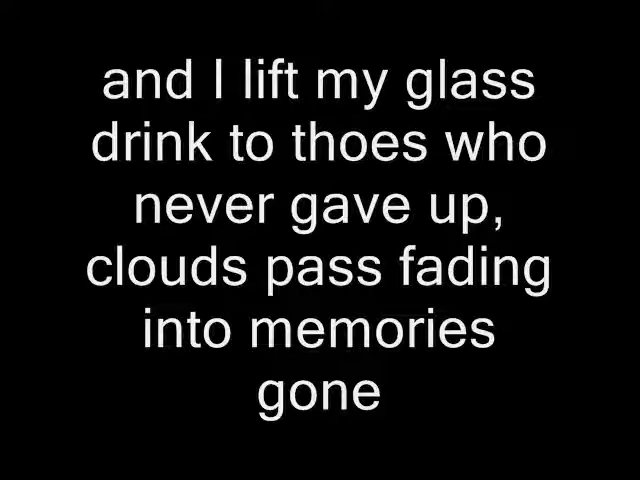 and I lift my glass
drink to thoes who
never gave up,
clouds pass fading
into memories
gone